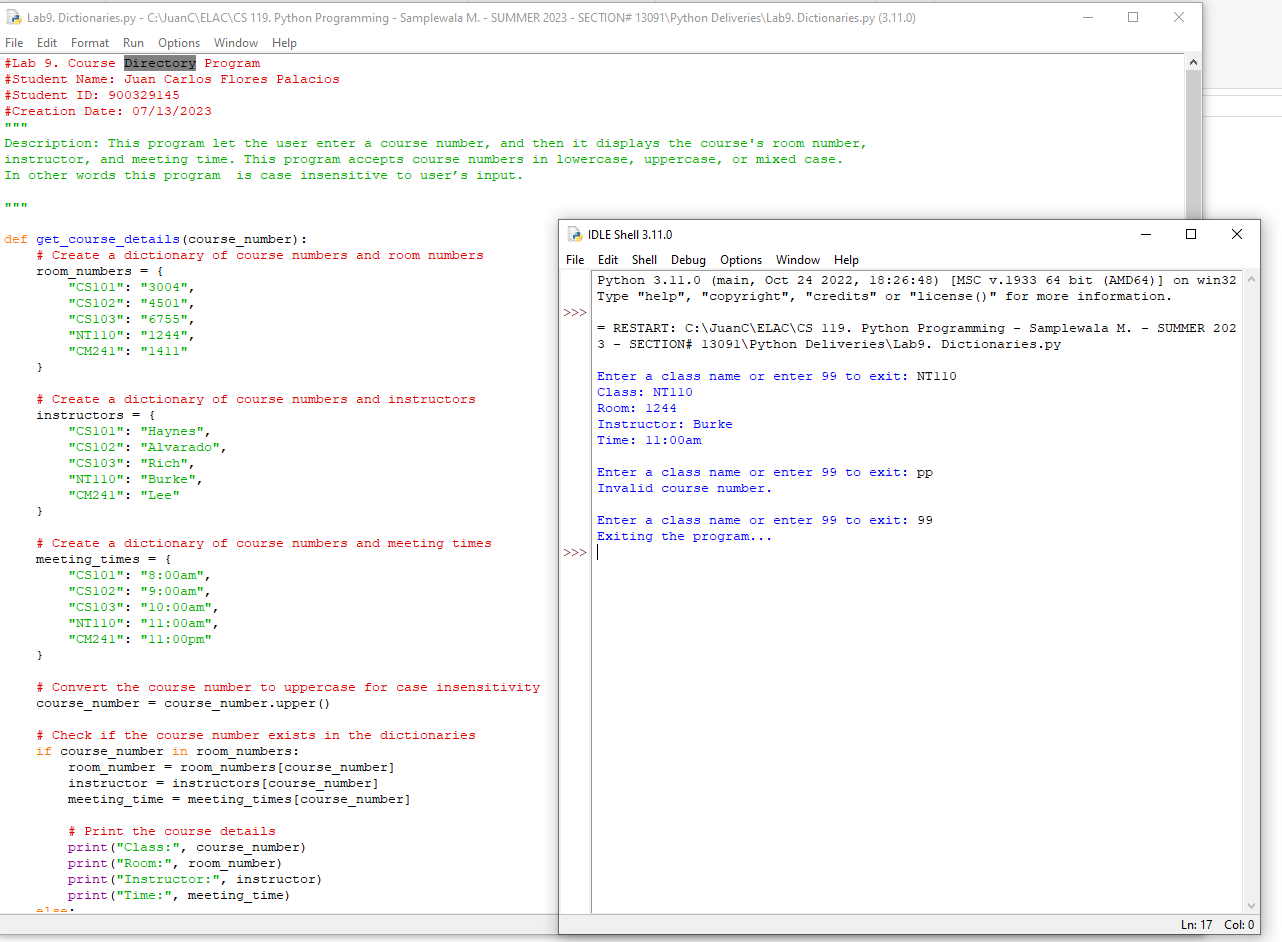 Lab9. Dictionaries.py - C:\JuanC\ELAC\CS 119. Python Programming - Samplewala M. - SUMMER 2023 - SECTION# 13091\Python Deliveries\Lab9. Dictionaries.py (3.11.0)
File Edit Format Run Options Window Help
#Lab 9. Course Directory Program
#Student Name: Juan Carlos Flores Palacios
#Student ID: 900329145
#Creation Date: 07/13/2023
"""
Description: This program let the user enter a course number, and then it displays the course's room number,
instructor, and meeting time. This program accepts course numbers in lowercase, uppercase, or mixed case.
In other words this program  is case insensitive to user’s input.
"""
def get_course_details(course_number):
    # Create a dictionary of course numbers and room numbers
    room_numbers = {
        "CS101": "3004",
        "CS102": "4501",
        "CS103": "6755",
        "NT110": "1244",
        "CM241": "1411"
    }
    # Create a dictionary of course numbers and instructors
    instructors = {
        "CS101": "Haynes",
        "CS102": "Alvarado",
        "CS103": "Rich",
        "NT110": "Burke",
        "CM241": "Lee"
    }
    # Create a dictionary of course numbers and meeting times
    meeting_times = {
        "CS101": "8:00am",
        "CS102": "9:00am",
        "CS103": "10:00am",
        "NT110": "11:00am",
        "CM241": "11:00pm"
    }
    # Convert the course number to uppercase for case insensitivity
    course_number = course_number.upper()
    # Check if the course number exists in the dictionaries
    if course_number in room_numbers:
        room_number = room_numbers[course_number]
        instructor = instructors[course_number]
        meeting_time = meeting_times[course_number]
        # Print the course details
        print("Class:", course_number)
        print("Room:", room_number)
        print("Instructor:", instructor)
        print("Time:", meeting_time)
    else:
IDLE Shell 3.11.0
File Edit Shell Debug Options Window Help
Python 3.11.0 (main, Oct 24 2022, 18:26:48) [MSC v.1933 64 bit (AMD64)] on win32
Type "help", "copyright", "credits" or "license()" for more information.
>>>
= RESTART: C:\JuanC\ELAC\CS 119. Python Programming - Samplewala M. - SUMMER 202
3 - SECTION# 13091\Python Deliveries\Lab9. Dictionaries.py
Enter a class name or enter 99 to exit: NT110
Class: NT110
Room: 1244
Instructor: Burke
Time: 11:00am
Enter a class name or enter 99 to exit: pp
Invalid course number.
Enter a class name or enter 99 to exit: 99
Exiting the program...
>>>
Ln: 17 Col: 0